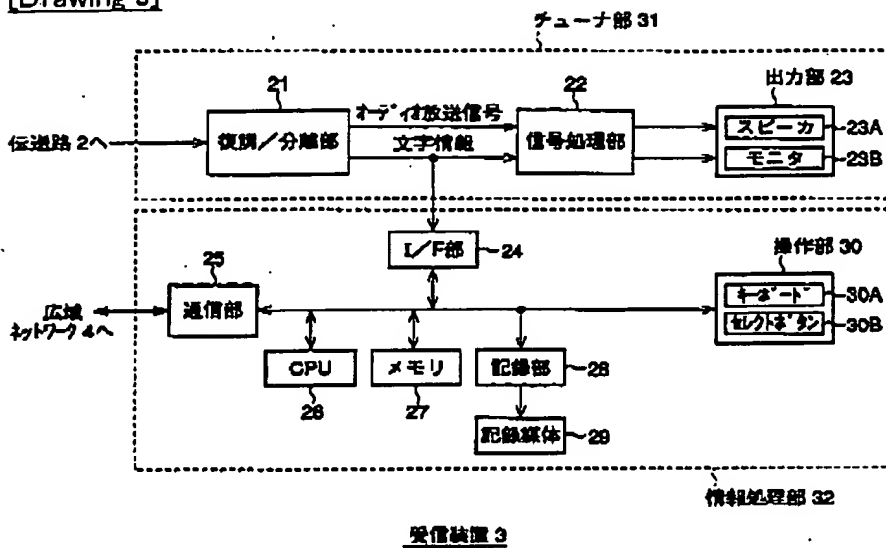 [Drawing 3]
チューナ部 31
21
オーディオ放送信号
22
出力部 23
伝送路 2へ
復調／分離部
文字情報
信号処理部
スピーカ
23A
モニタ
23B
I／F部
24
25
操作部 30
広域
ネットワーク 4へ
通信部
キーボード
30A
セレクトボタン
30B
CPU
メモリ
記録部
28
26
27
記録媒体
29
情報処理部 32
受信装置 3